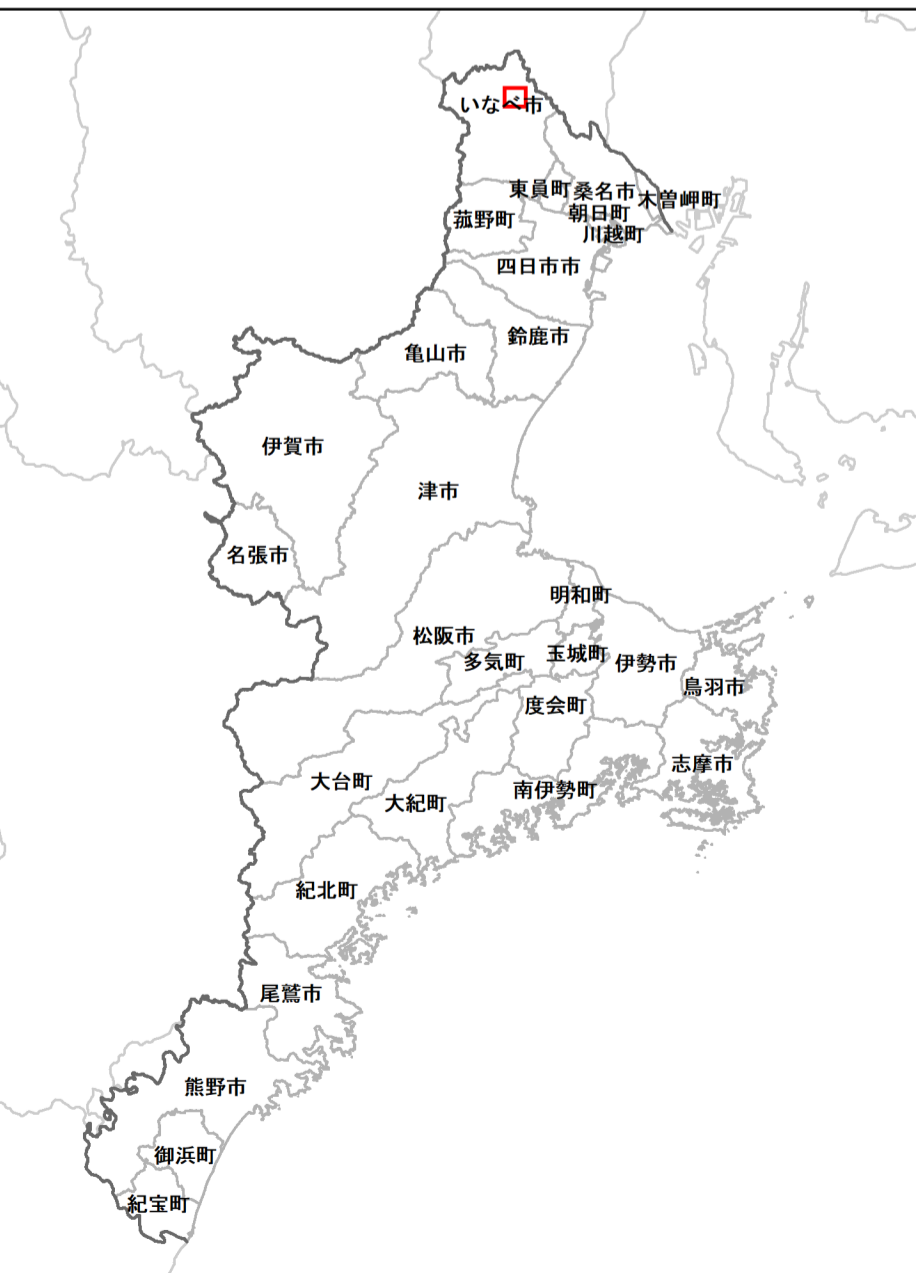 いなべ市
東員町
桑名市
木曽岬町
朝日町
菰野町
川越町
四日市市
鈴鹿市
亀山市
伊賀市
津市
名張市
明和町
松阪市
玉城町
多気町
伊勢市
鳥羽市
度会町
志摩市
大台町
南伊勢町
大紀町
紀北町
尾鷲市
熊野市
御浜町
紀宝町